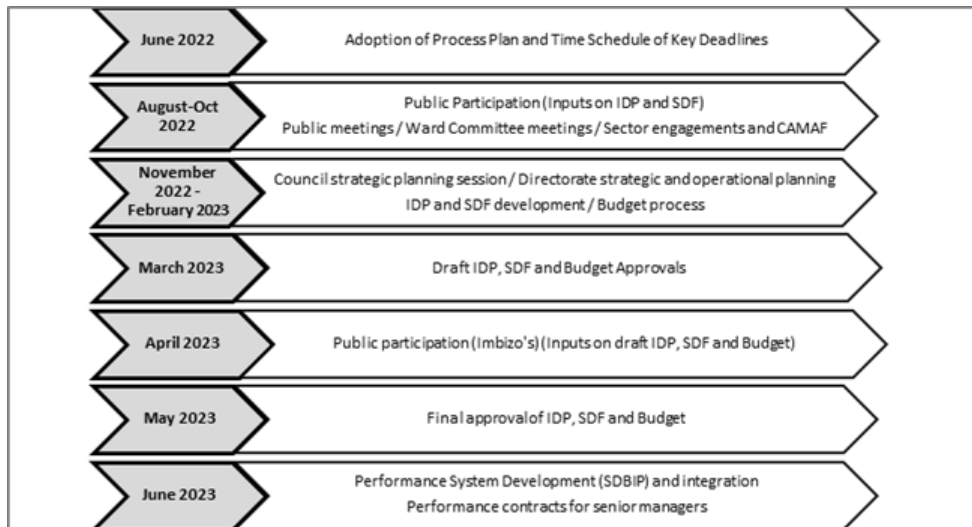 June 2022
Adoption of Process Plan and Time Schedule of Key Deadlines
August-Oct
2022
Public Participation (Inputs on IDP and SDF)
Public meetings / Ward Committee meetings / Sector engagements and CAMAF
November
2022 -
February 2023
Council strategic planning session / Directorate strategic and operational planning
IDP and SDF development / Budget process
March 2023
Draft IDP, SDF and Budget Approvals
April 2023
Public participation (Imbizo's) (Inputs on draft IDP, SDF and Budget)
May 2023
Final approval of IDP, SDF and Budget
June 2023
Performance System Development (SDBIP) and integration
Performance contracts for senior managers